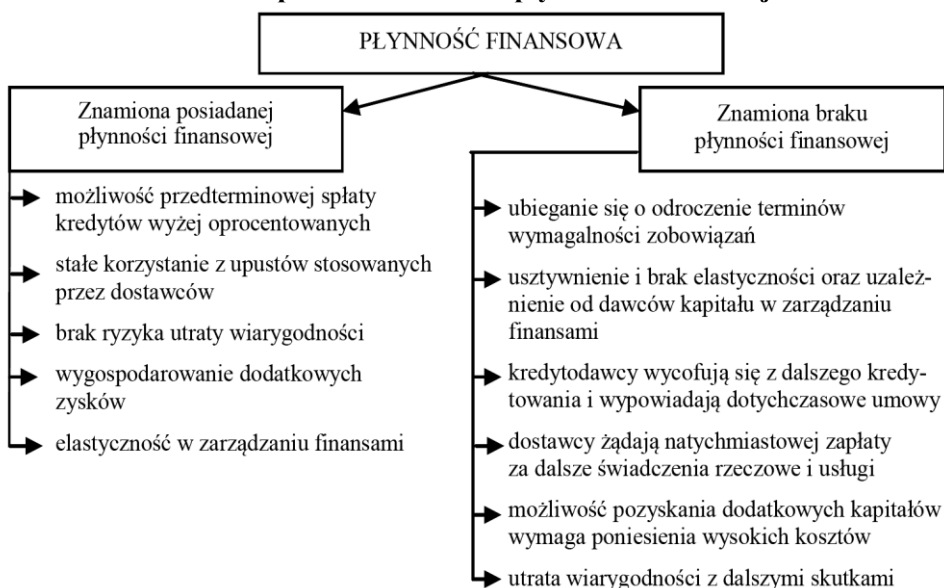 PŁYNNOŚĆ FINANSOWA
Znamiona posiadanej
płynności finansowej
możliwość przedterminowej spłaty
kredytów wyżej oprocentowanych
stałe korzystanie z upustów stosowanych
przez dostawców
brak ryzyka utraty wiarygodności
wygospodarowanie dodatkowych
zysków
elastyczność w zarządzaniu finansami
Znamiona braku
płynności finansowej
ubieganie się o odroczenie terminów
wymagalności zobowiązań
usztywnienie i brak elastyczności oraz uzależ-
nienie od dawców kapitału w zarządzaniu
finansami
kredytodawcy wycofują się z dalszego kredy-
towania i wypowiadają dotychczasowe umowy
dostawcy żądają natychmiastowej zapłaty
za dalsze świadczenia rzeczowe i usługi
możliwość pozyskania dodatkowych kapitałów
wymaga poniesienia wysokich kosztów
utrata wiarygodności z dalszymi skutkami